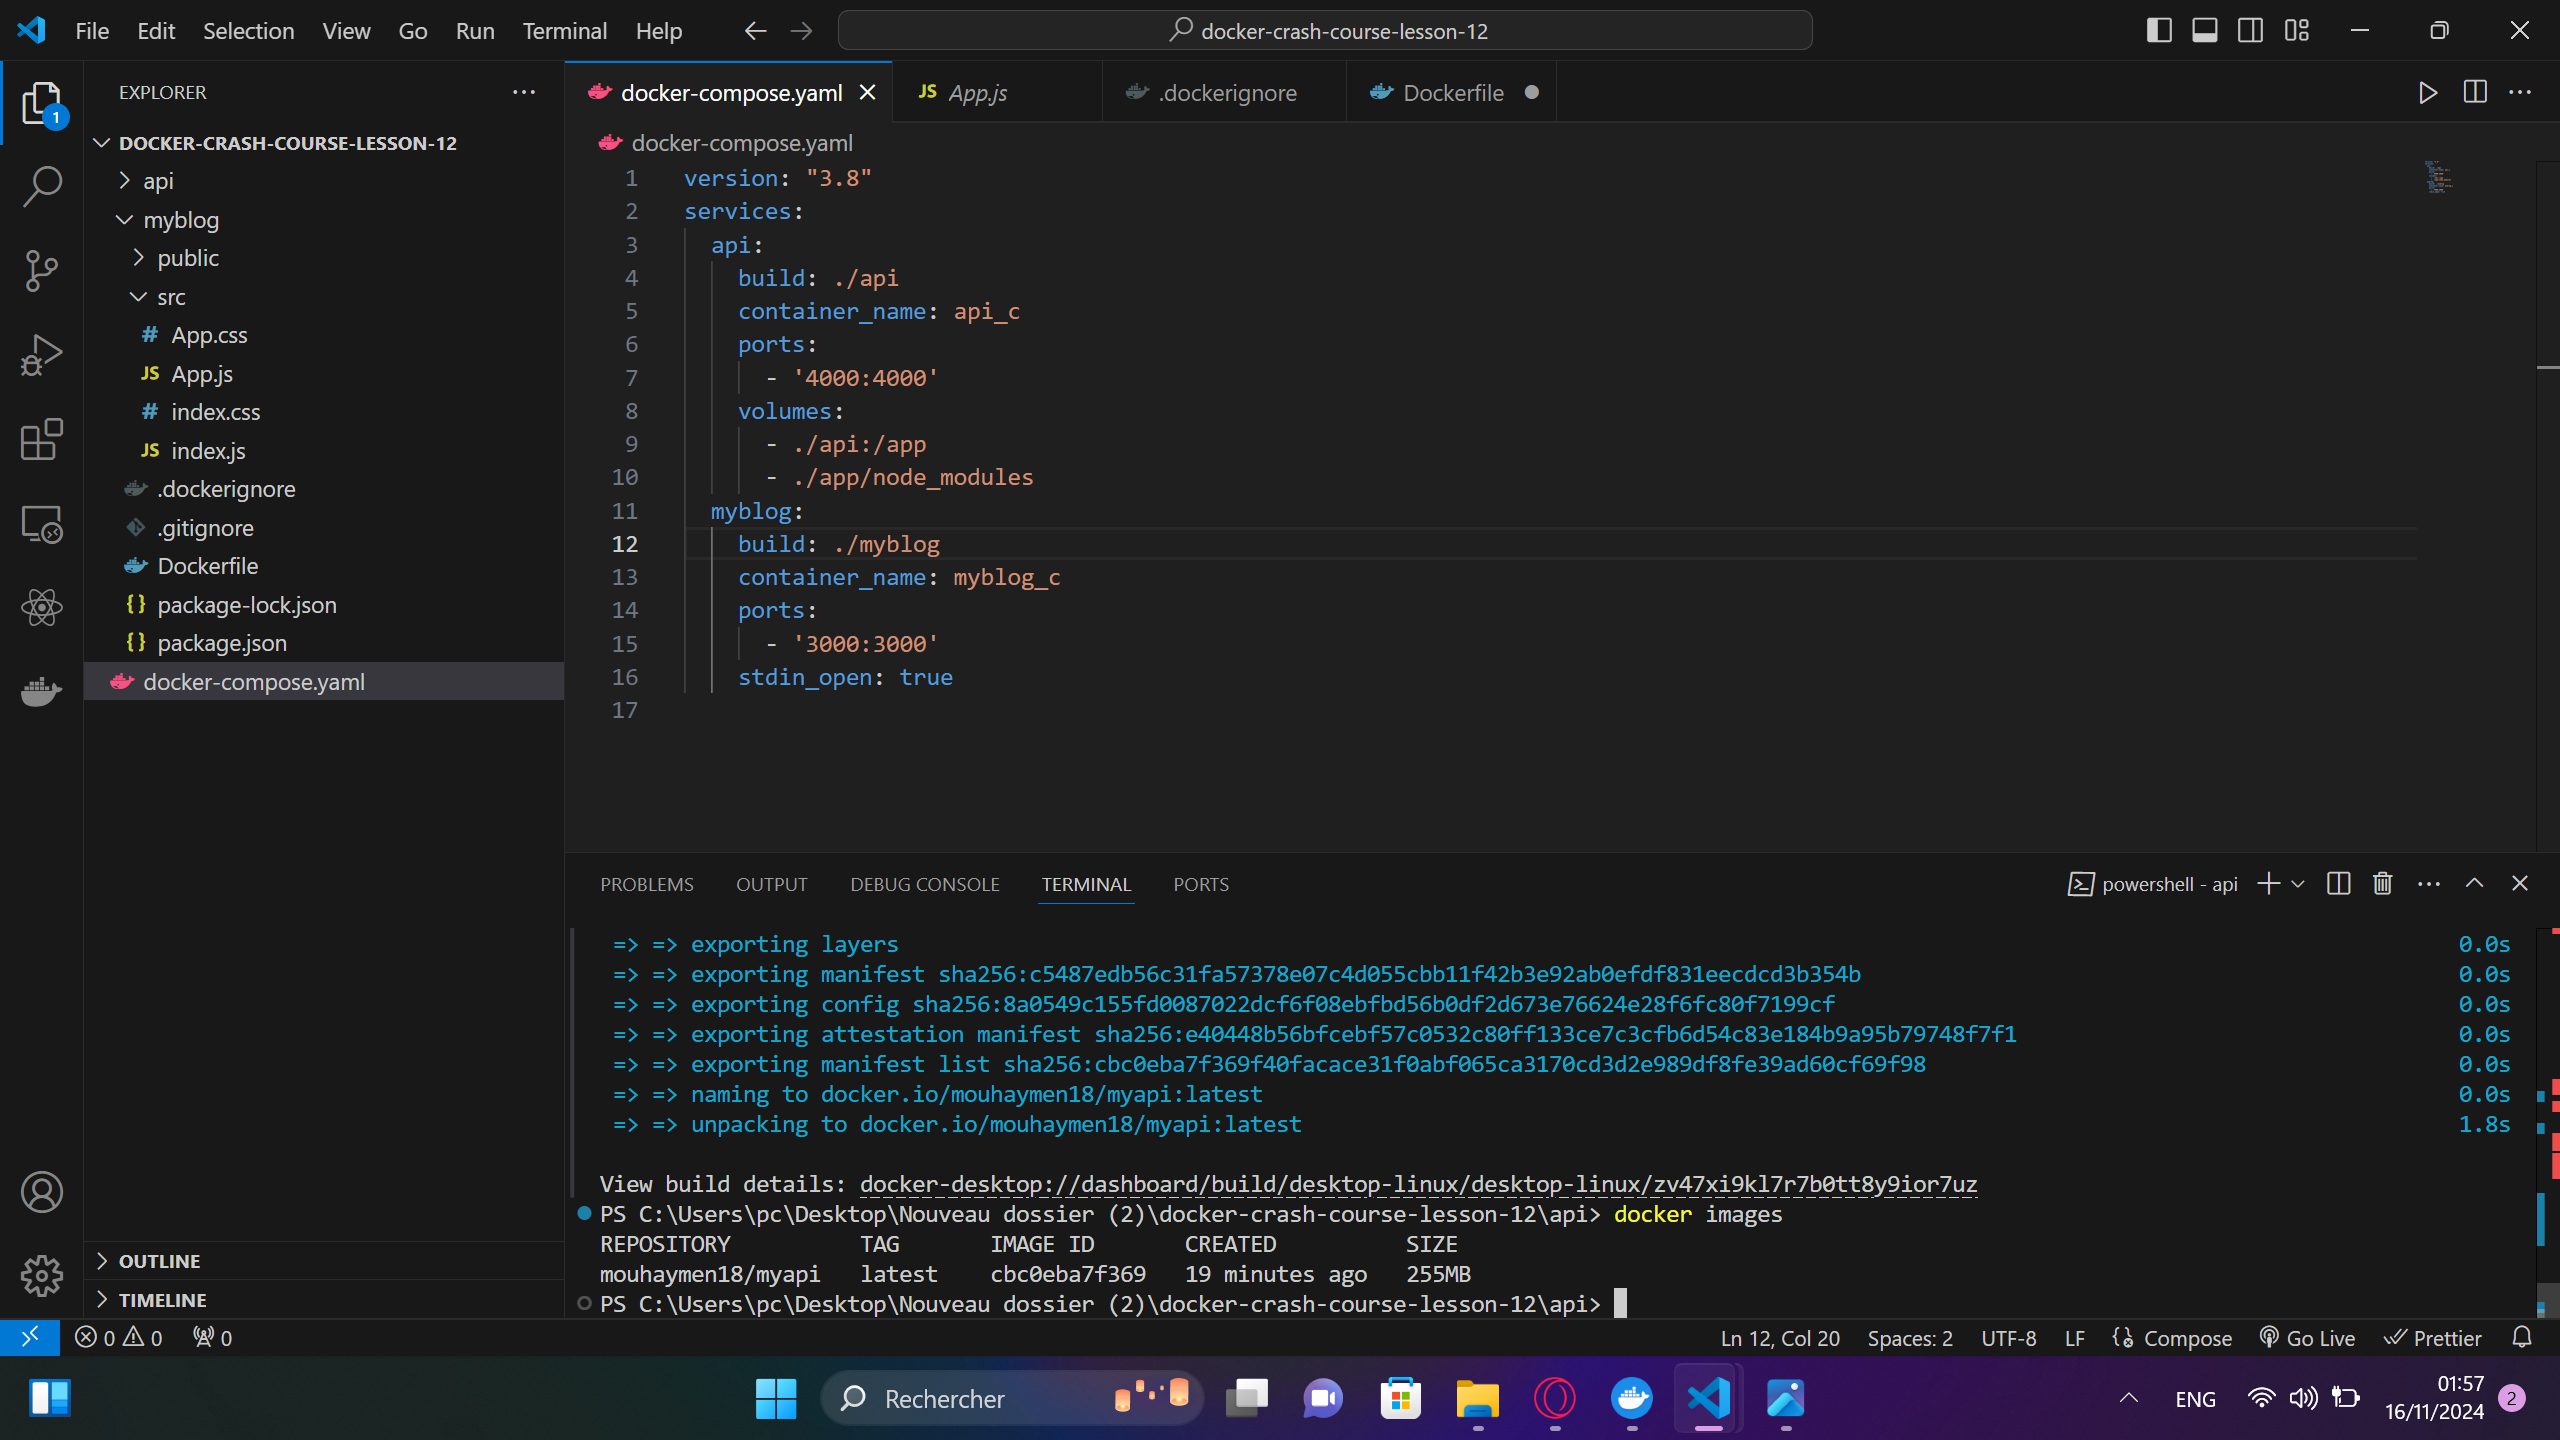 File Edit Selection View Go Run Terminal Help
docker-crash-course-lesson-12
EXPLORER
1
DOCKER-CRASH-COURSE-LESSON-12
api
myblog
public
src
# App.css
JS App.js
# index.css
JS index.js
.dockerignore
.gitignore
Dockerfile
{} package-lock.json
{} package.json
docker-compose.yaml
OUTLINE
TIMELINE
docker-compose.yaml
JS App.js
.dockerignore
Dockerfile
docker-compose.yaml
1 version: "3.8"
2 services:
3 api:
4 build: ./api
5 container_name: api_c
6 ports:
7 - '4000:4000'
8 volumes:
9 - ./api:/app
10 - ./app/node_modules
11 myblog:
12 build: ./myblog
13 container_name: myblog_c
14 ports:
15 - '3000:3000'
16 stdin_open: true
17
PROBLEMS OUTPUT DEBUG CONSOLE TERMINAL PORTS
powershell - api
=> => exporting layers 0.0s
=> => exporting manifest sha256:c5487edb56c31fa57378e07c4d055cbb11f42b3e92ab0efdf831eecdcd3b354b 0.0s
=> => exporting config sha256:8a0549c155fd0087022dcf6f08ebfbd56b0df2d673e76624e28f6fc80f7199cf 0.0s
=> => exporting attestation manifest sha256:e40448b56bfcebf57c0532c80ff133ce7c3cfb6d54c83e184b9a95b79748f7f1 0.0s
=> => exporting manifest list sha256:cbc0eba7f369f40facace31f0abf065ca3170cd3d2e989df8fe39ad60cf69f98 0.0s
=> => naming to docker.io/mouhaymen18/myapi:latest 0.0s
=> => unpacking to docker.io/mouhaymen18/myapi:latest 1.8s
View build details: docker-desktop://dashboard/build/desktop-linux/desktop-linux/zv47xi9kl7r7b0tt8y9ior7uz
PS C:\Users\pc\Desktop\Nouveau dossier (2)\docker-crash-course-lesson-12\api> docker images
REPOSITORY TAG IMAGE ID CREATED SIZE
mouhaymen18/myapi latest cbc0eba7f369 19 minutes ago 255MB
PS C:\Users\pc\Desktop\Nouveau dossier (2)\docker-crash-course-lesson-12\api>
0 0 0
Ln 12, Col 20 Spaces: 2 UTF-8 LF Compose Go Live Prettier
Rechercher
ENG
01:57
16/11/2024
2